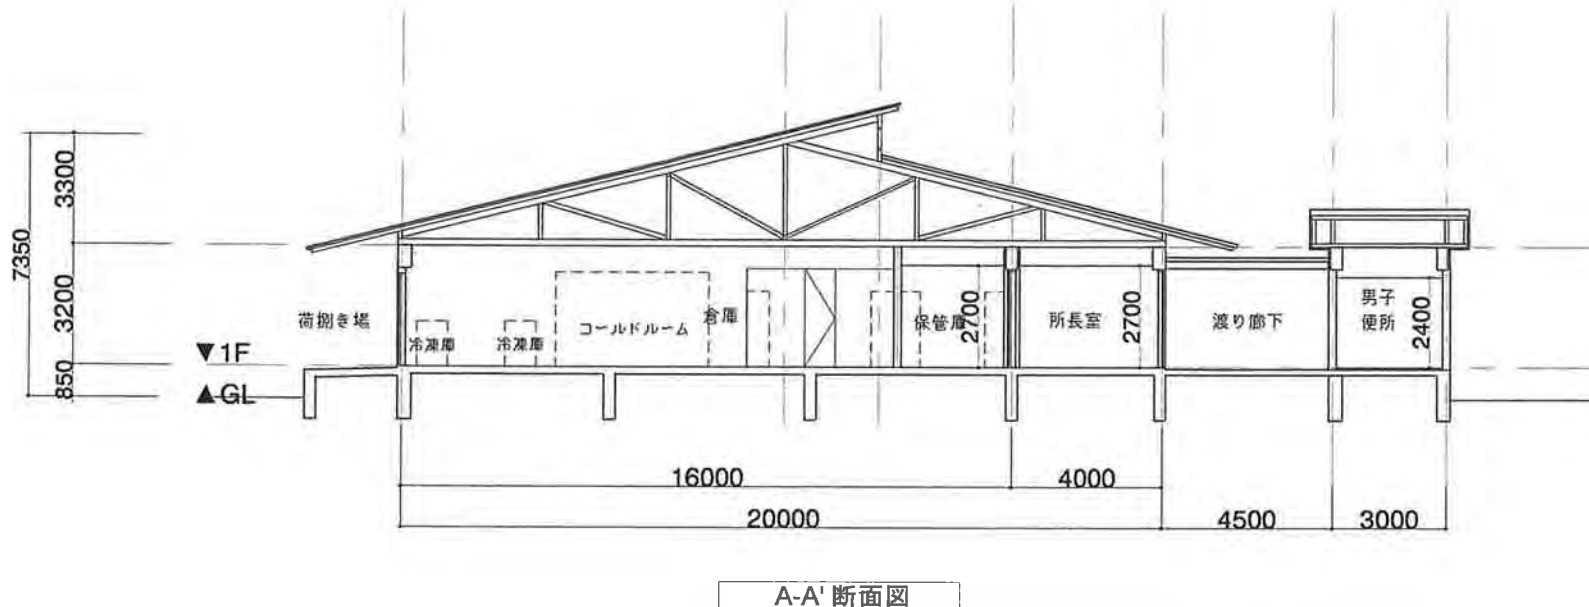 3300
7350
3200
850
▼1F
▲GL
荷捌き場
冷凍庫
冷凍庫
コールドルーム
倉庫
保管庫
2700
所長室
2700
渡り廊下
男子
便所
2400
16000
4000
20000
4500
3000
A-A' 断面図